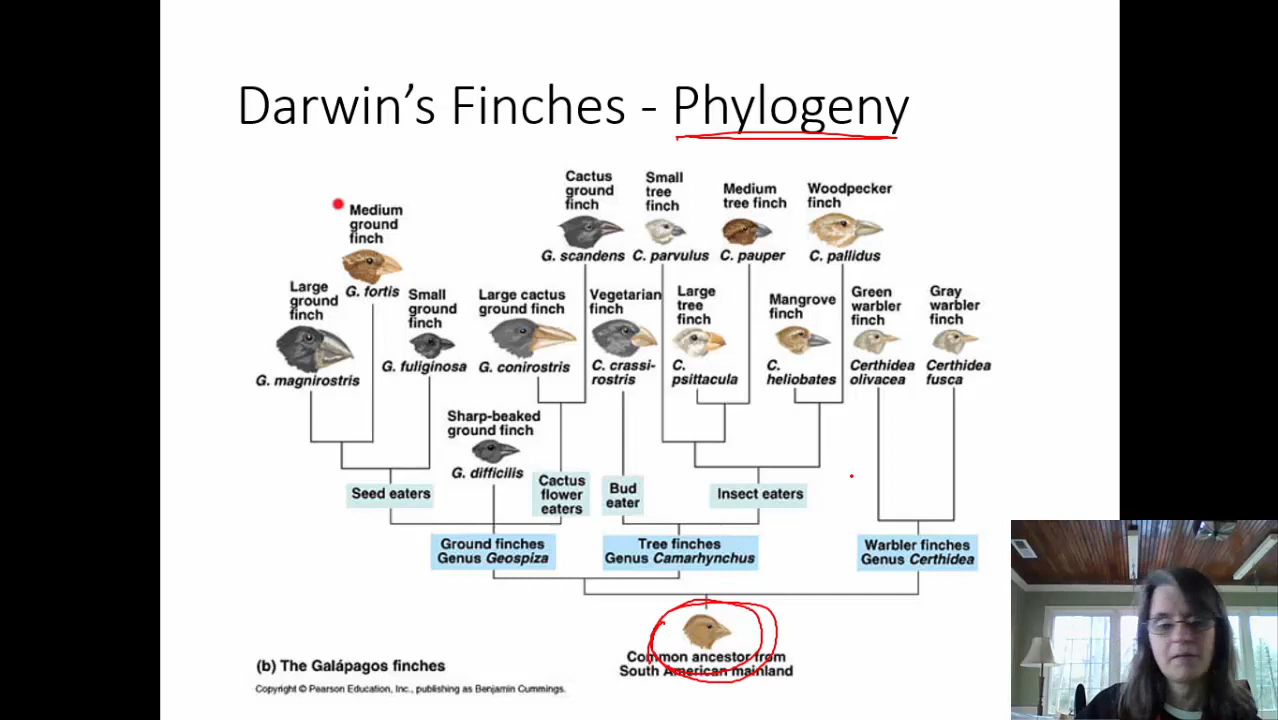 Darwin's Finches - Phylogeny
Cactus
ground
finch
G. scandens
Small
tree
finch
C. parvulus
Medium
tree finch
C. pauper
Woodpecker
finch
C. pallidus
Medium
ground
finch
G. fortis
Large
ground
finch
G. magnirostris
Small
ground
finch
G. fuliginosa
Large cactus
ground finch
G. conirostris
Vegetarian
finch
C. crassi-
rostris
Large
tree
finch
C.
psittacula
Mangrove
finch
C.
heliobates
Green
warbler
finch
Certhidea
olivacea
Gray
warbler
finch
Certhidea
fusca
Sharp-beaked
ground finch
G. difficilis
Seed eaters
Cactus
flower
eaters
Bud
eater
Insect eaters
Ground finches
Genus Geospiza
Tree finches
Genus Camarhynchus
Warbler finches
Genus Certhidea
Common ancestor from
South American mainland
(b) The Galápagos finches
Copyright © Pearson Education, Inc., publishing as Benjamin Cummings.